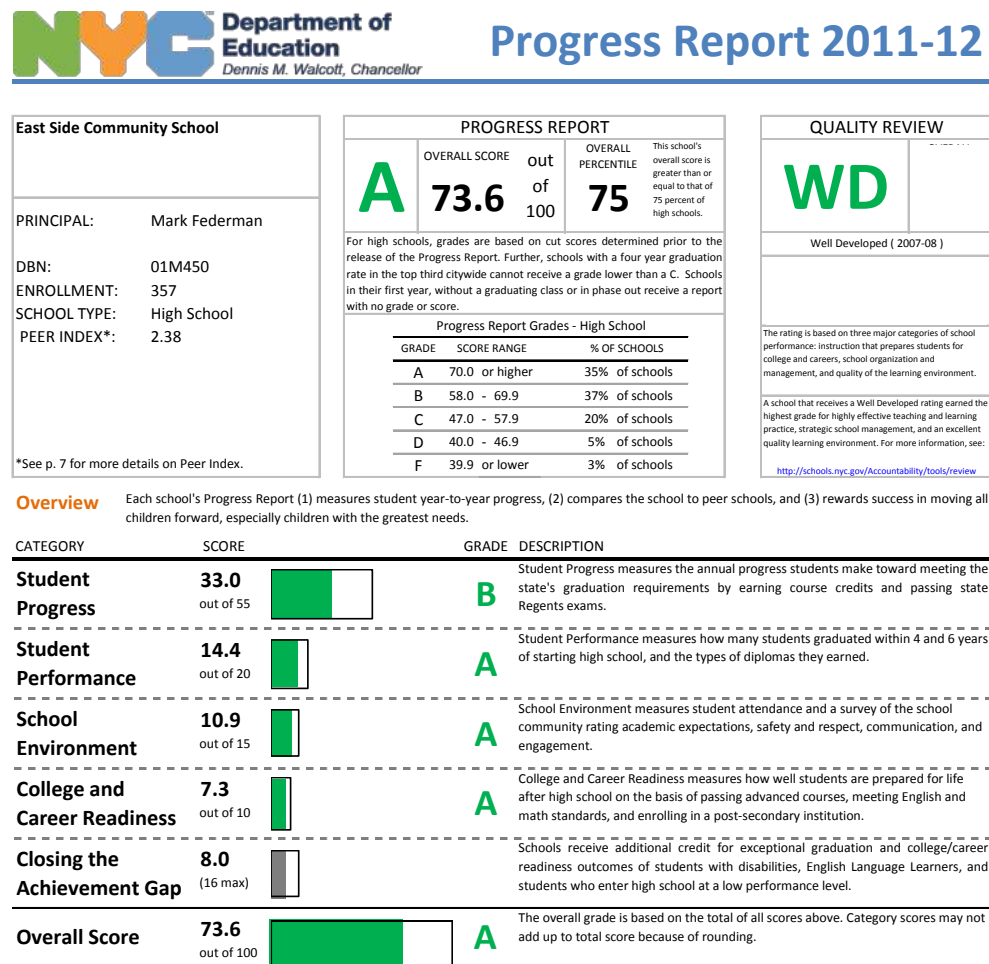 NYC Department of
Education
Dennis M. Walcott, Chancellor
Progress Report 2011-12
East Side Community School
PRINCIPAL: Mark Federman
DBN: 01M450
ENROLLMENT: 357
SCHOOL TYPE: High School
PEER INDEX*: 2.38
*See p. 7 for more details on Peer Index.
PROGRESS REPORT
A
OVERALL SCORE
73.6
out
of
100
OVERALL
PERCENTILE
75
This school's
overall score is
greater than or
equal to that of
75 percent of
high schools.
For high schools, grades are based on cut scores determined prior to the
release of the Progress Report. Further, schools with a four year graduation
rate in the top third citywide cannot receive a grade lower than a C. Schools
in their first year, without a graduating class or in phase out receive a report
with no grade or score.
Progress Report Grades - High School
GRADE SCORE RANGE % OF SCHOOLS
A 70.0 or higher 35% of schools
B 58.0 - 69.9 37% of schools
C 47.0 - 57.9 20% of schools
D 40.0 - 46.9 5% of schools
F 39.9 or lower 3% of schools
QUALITY REVIEW
WD
Well Developed ( 2007-08 )
The rating is based on three major categories of school
performance: instruction that prepares students for
college and careers, school organization and
management, and quality of the learning environment.
A school that receives a Well Developed rating earned the
highest grade for highly effective teaching and learning
practice, strategic school management, and an excellent
quality learning environment. For more information, see:
http://schools.nyc.gov/Accountability/tools/review
Overview
Each school's Progress Report (1) measures student year-to-year progress, (2) compares the school to peer schools, and (3) rewards success in moving all
children forward, especially children with the greatest needs.
CATEGORY SCORE GRADE DESCRIPTION
Student
Progress
33.0
out of 55
B
Student Progress measures the annual progress students make toward meeting the
state's graduation requirements by earning course credits and passing state
Regents exams.
Student
Performance
14.4
out of 20
A
Student Performance measures how many students graduated within 4 and 6 years
of starting high school, and the types of diplomas they earned.
School
Environment
10.9
out of 15
A
School Environment measures student attendance and a survey of the school
community rating academic expectations, safety and respect, communication, and
engagement.
College and
Career Readiness
7.3
out of 10
A
College and Career Readiness measures how well students are prepared for life
after high school on the basis of passing advanced courses, meeting English and
math standards, and enrolling in a post-secondary institution.
Closing the
Achievement Gap
8.0
(16 max)
Schools receive additional credit for exceptional graduation and college/career
readiness outcomes of students with disabilities, English Language Learners, and
students who enter high school at a low performance level.
Overall Score
73.6
out of 100
A
The overall grade is based on the total of all scores above. Category scores may not
add up to total score because of rounding.